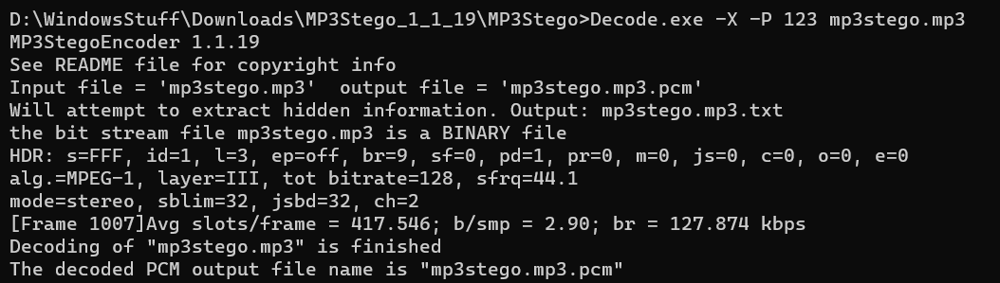 D:\WindowsStuff\Downloads\MP3Stego_1_1_19\MP3Stego>Decode.exe -X -P 123 mp3stego.mp3
MP3StegoEncoder 1.1.19
See README file for copyright info
Input file = 'mp3stego.mp3'  output file = 'mp3stego.mp3.pcm'
Will attempt to extract hidden information. Output: mp3stego.mp3.txt
the bit stream file mp3stego.mp3 is a BINARY file
HDR: s=FFF, id=1, l=3, ep=off, br=9, sf=0, pd=1, pr=0, m=0, js=0, c=0, o=0, e=0
alg.=MPEG-1, layer=III, tot bitrate=128, sfrq=44.1
mode=stereo, sblim=32, jsbd=32, ch=2
[Frame 1007]Avg slots/frame = 417.546; b/smp = 2.90; br = 127.874 kbps
Decoding of "mp3stego.mp3" is finished
The decoded PCM output file name is "mp3stego.mp3.pcm"